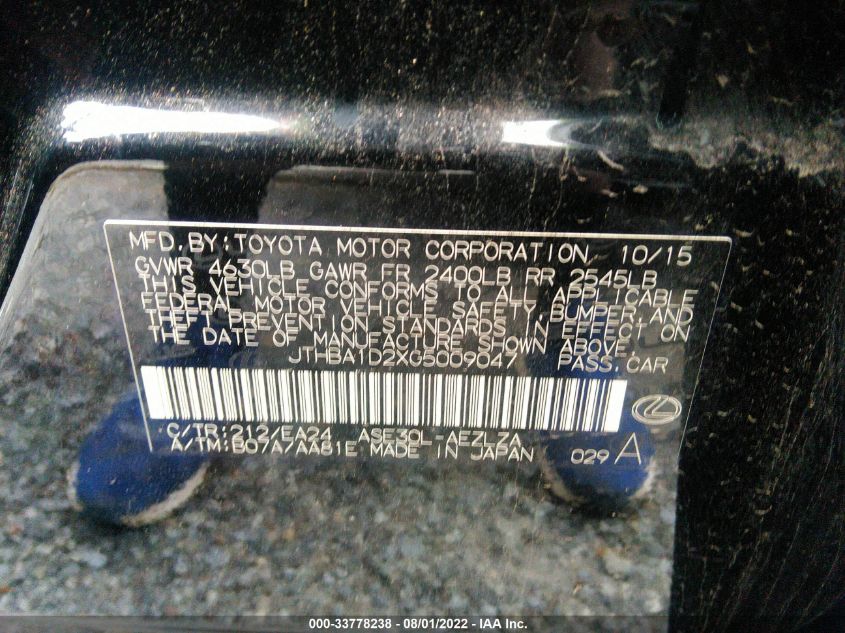 MFD. BY: TOYOTA MOTOR CORPORATION 10/15
GVWR 4630LB GAWR FR 2400LB RR 2545LB
THIS VEHICLE CONFORMS TO ALL APPLICABLE
FEDERAL MOTOR VEHICLE SAFETY, BUMPER, AND
THEFT PREVENTION STANDARDS IN EFFECT ON
THE DATE OF MANUFACTURE SHOWN ABOVE.
JTHBA1D2XG5009047 PASS. CAR
C/TR: 212/EA24 ASE30L-AEZLZA
A/TM: B07A/AA81E MADE IN JAPAN 029 A
000-33778238 - 08/01/2022 - IAA Inc.